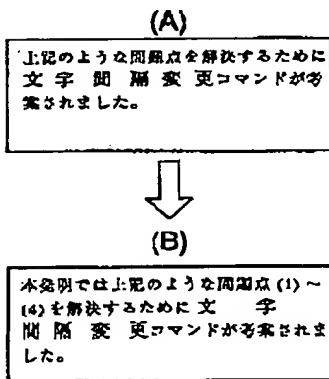 (A)
上記のような問題点を解決するために
文 字 間 隔 変 更コマンドが考
案されました。
(B)
本発明では上記のような問題点(1)〜
(4)を解決するために 文 字
間 隔 変 更コマンドが考案されま
した。